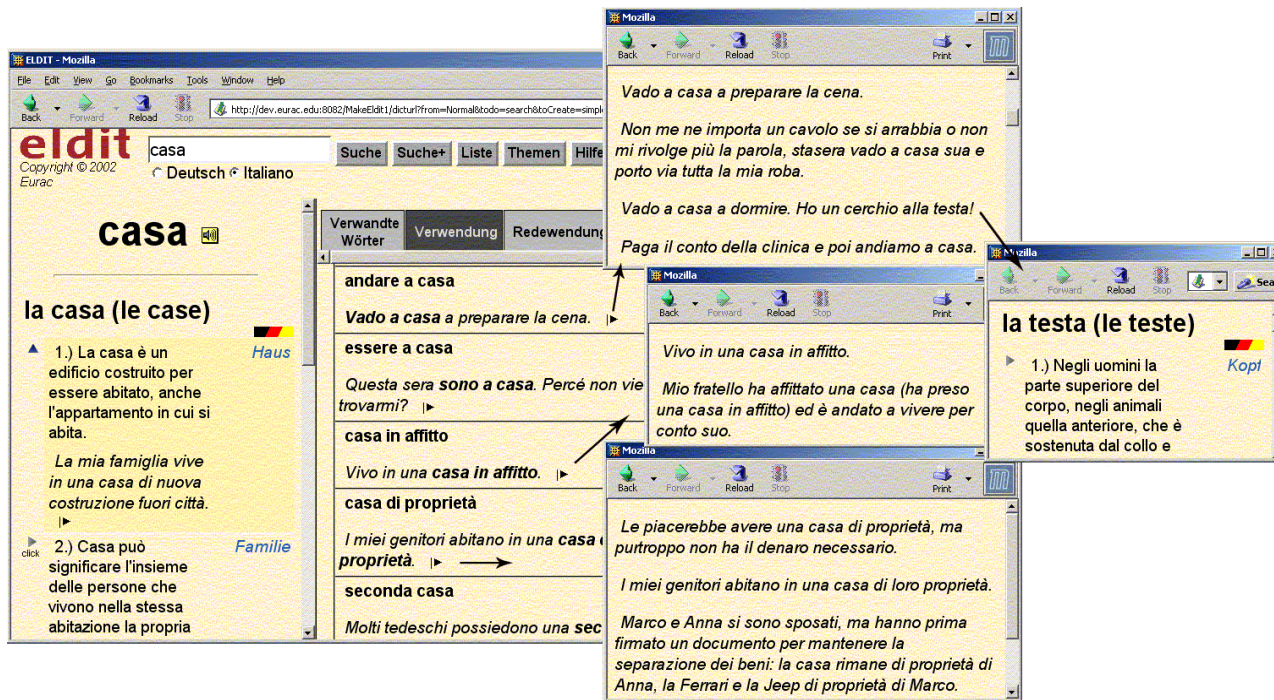 ELDIT - Mozilla
File Edit View Go Bookmarks Tools Window Help
Back Forward Reload Stop
http://dev.eurac.edu:8082/MakeEldit1/dicturl?from=Normal&todo=search&toCreate=simple
eldit
Copyright © 2002
Eurac
casa
Deutsch Italiano
Suche Suche+ Liste Themen Hilfe
casa
la casa (le case)
Haus
1.) La casa è un
edificio costruito per
essere abitato, anche
l'appartamento in cui si
abita.
La mia famiglia vive
in una casa di nuova
costruzione fuori città.
click
2.) Casa può
Familie
significare l'insieme
delle persone che
vivono nella stessa
abitazione la propria
Verwandte
Wörter
Verwendung
Redewendung
andare a casa
Vado a casa a preparare la cena.
essere a casa
Questa sera sono a casa. Percé non vie
trovarmi?
casa in affitto
Vivo in una casa in affitto.
casa di proprietà
I miei genitori abitano in una casa
proprietà.
seconda casa
Molti tedeschi possiedono una sec
Mozilla
Back Forward Reload Stop Print
Vado a casa a preparare la cena.
Non me ne importa un cavolo se si arrabbia o non
mi rivolge più la parola, stasera vado a casa sua e
porto via tutta la mia roba.
Vado a casa a dormire. Ho un cerchio alla testa!
Paga il conto della clinica e poi andiamo a casa.
Mozilla
Back Forward Reload Stop Print
Vivo in una casa in affitto.
Mio fratello ha affittato una casa (ha preso
una casa in affitto) ed è andato a vivere per
conto suo.
Mozilla
Back Forward Reload Stop Sea
la testa (le teste)
Kopf
1.) Negli uomini la
parte superiore del
corpo, negli animali
quella anteriore, che è
sostenuta dal collo e
Mozilla
Back Forward Reload Stop Print
Le piacerebbe avere una casa di proprietà, ma
purtroppo non ha il denaro necessario.
I miei genitori abitano in una casa di loro proprietà.
Marco e Anna si sono sposati, ma hanno prima
firmato un documento per mantenere la
separazione dei beni: la casa rimane di proprietà di
Anna, la Ferrari e la Jeep di proprietà di Marco.